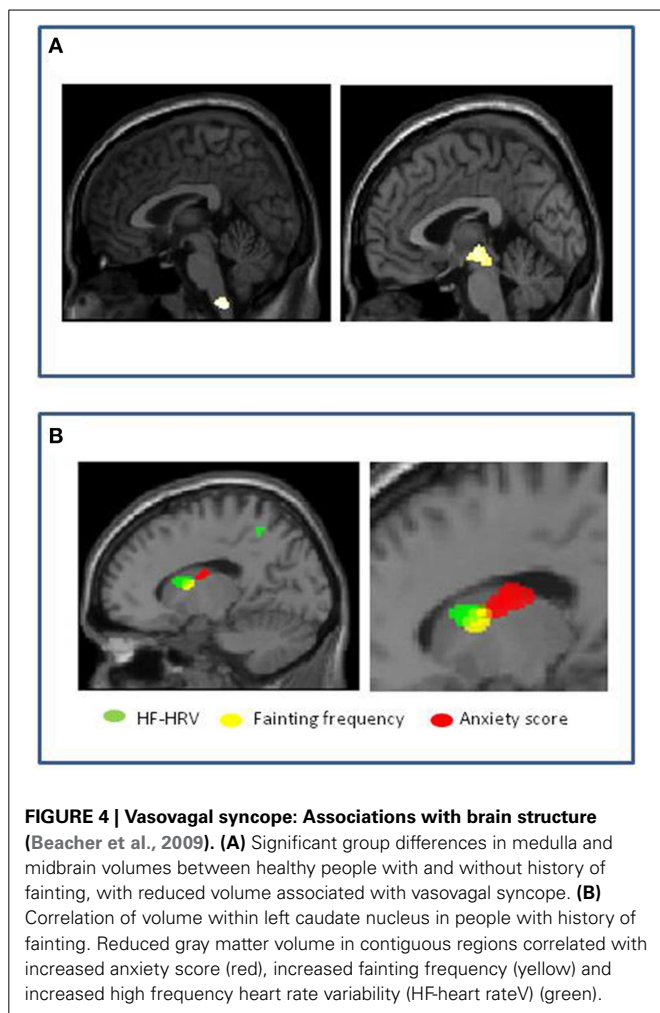 A
B
HF-HRV Fainting frequency Anxiety score
FIGURE 4 | Vasovagal syncope: Associations with brain structure
(Beacher et al., 2009). (A) Significant group differences in medulla and
midbrain volumes between healthy people with and without history of
fainting, with reduced volume associated with vasovagal syncope. (B)
Correlation of volume within left caudate nucleus in people with history of
fainting. Reduced gray matter volume in contiguous regions correlated with
increased anxiety score (red), increased fainting frequency (yellow) and
increased high frequency heart rate variability (HF-heart rateV) (green).